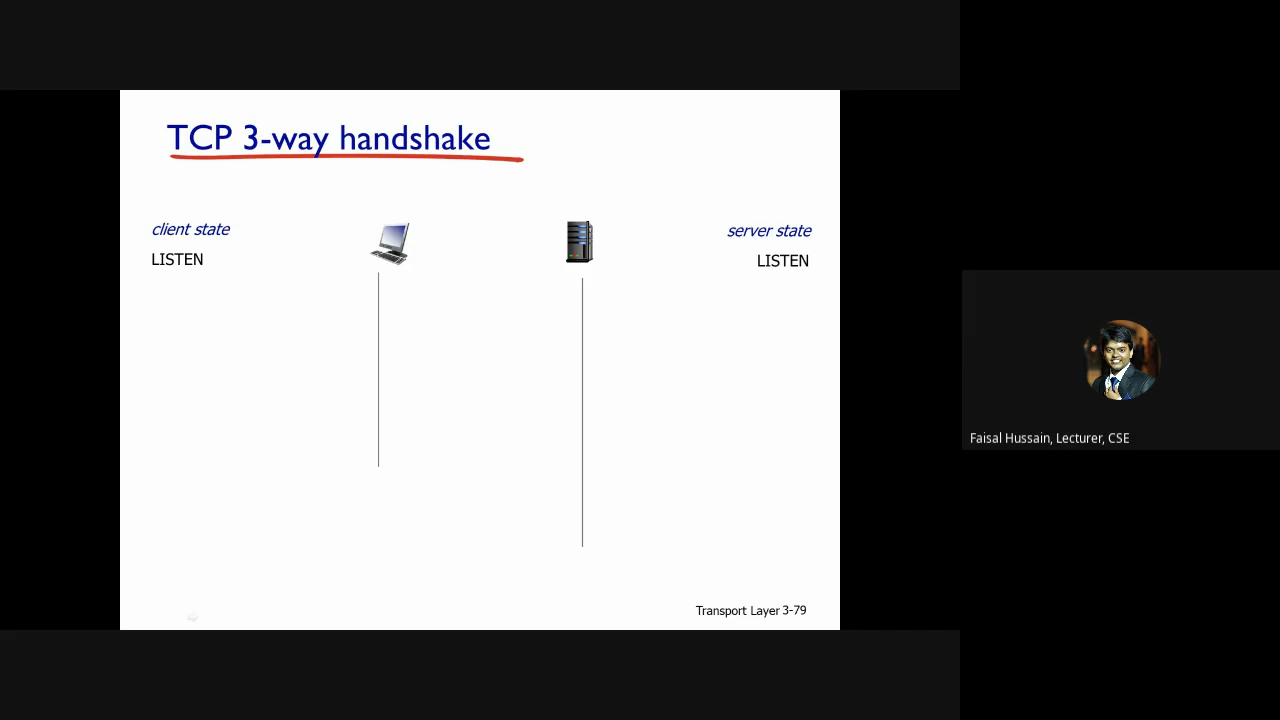 TCP 3-way handshake
client state
server state
LISTEN
LISTEN
Faisal Hussain, Lecturer, CSE
Transport Layer 3-79